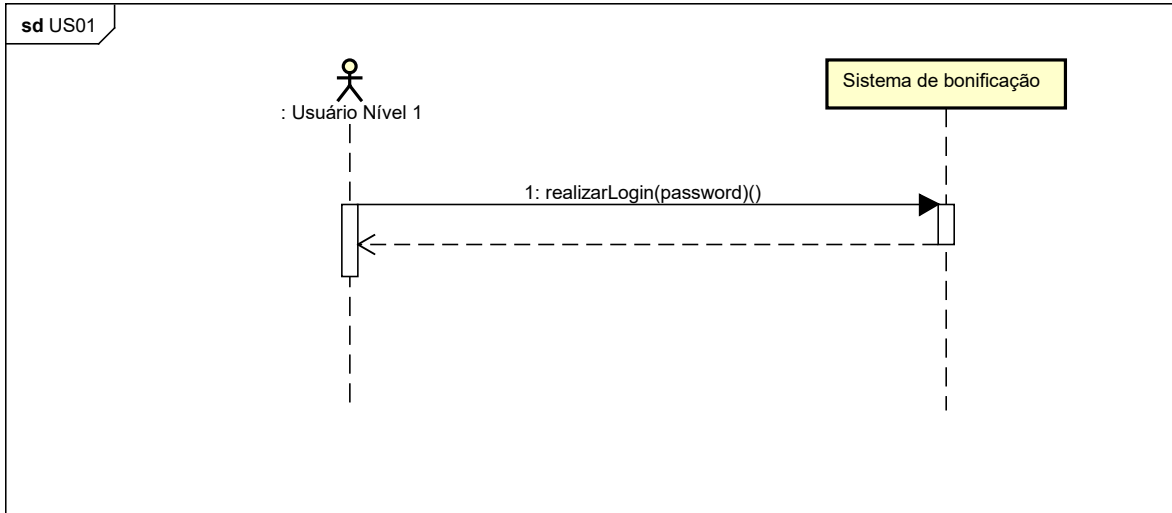 sd US01
: Usuário Nível 1
Sistema de bonificação
1: realizarLogin(password)()